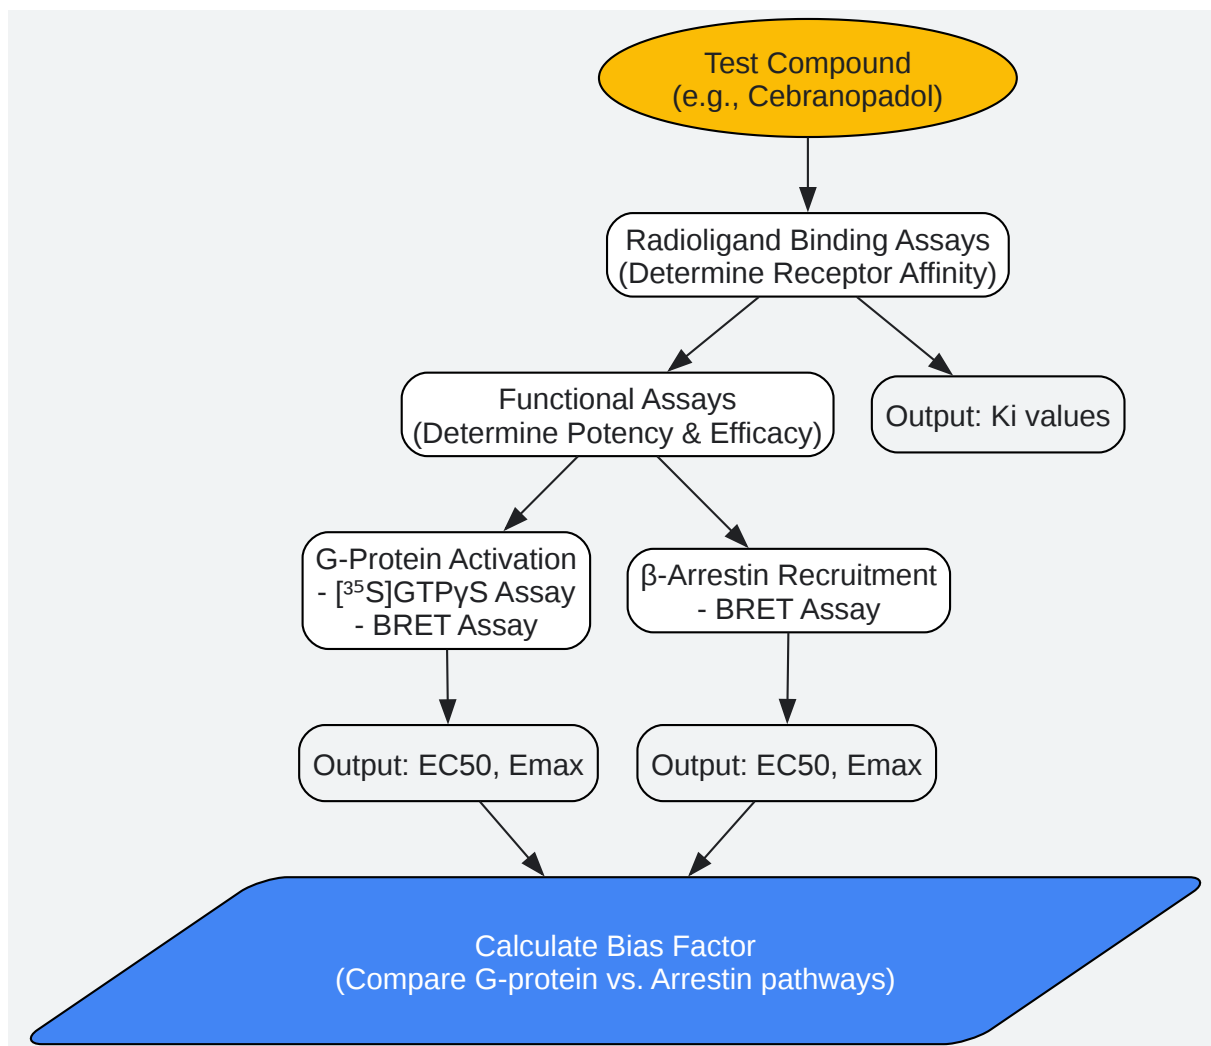 Test Compound
(e.g., Cebranopadol)
Radioligand Binding Assays
(Determine Receptor Affinity)
Functional Assays
(Determine Potency & Efficacy)
Output: Ki values
G-Protein Activation
- [³⁵S]GTPγS Assay
- BRET Assay
β-Arrestin Recruitment
- BRET Assay
Output: EC50, Emax
Output: EC50, Emax
Calculate Bias Factor
(Compare G-protein vs. Arrestin pathways)